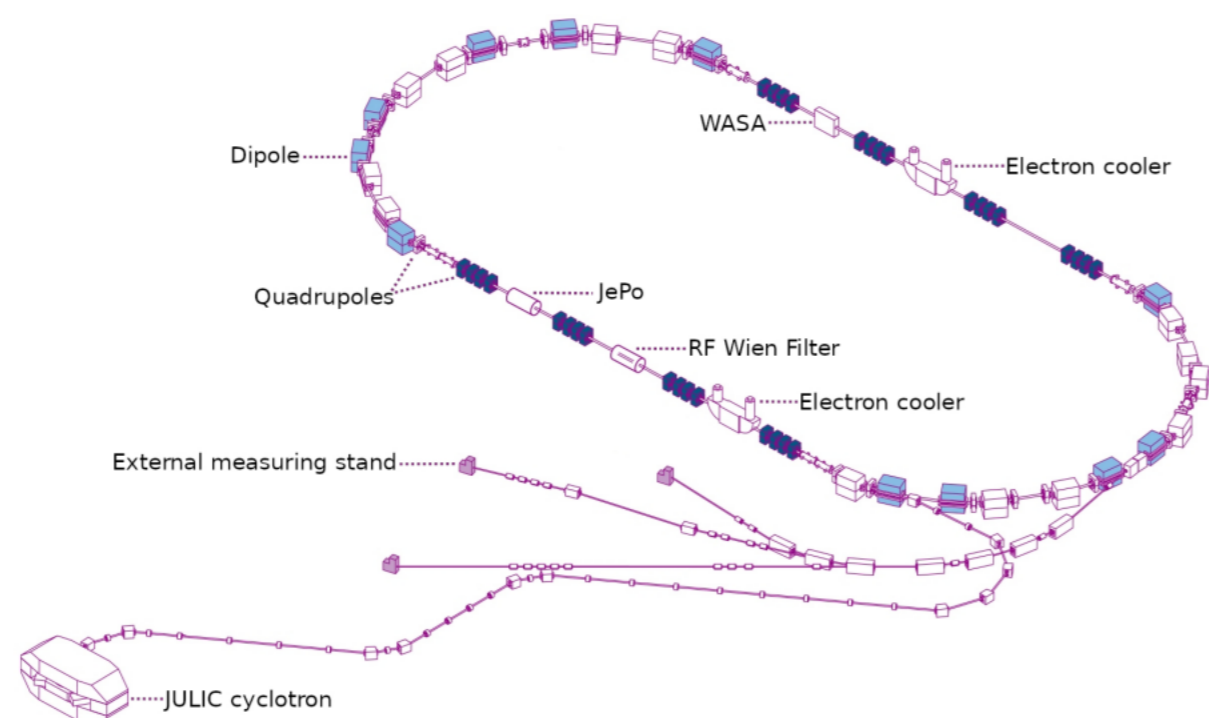 WASA
Dipole
Electron cooler
Quadrupoles
JePo
RF Wien Filter
Electron cooler
External measuring stand
JULIC cyclotron